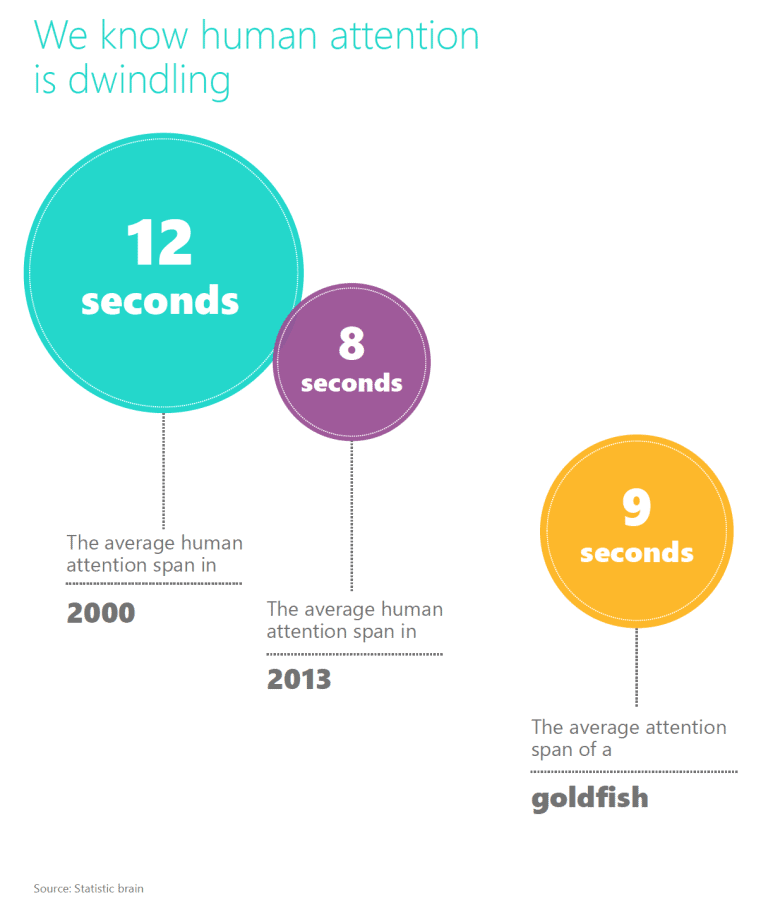 We know human attention
is dwindling
12
seconds
8
seconds
9
seconds
The average human
attention span in
2000
The average human
attention span in
2013
The average attention
span of a
goldfish
Source: Statistic brain